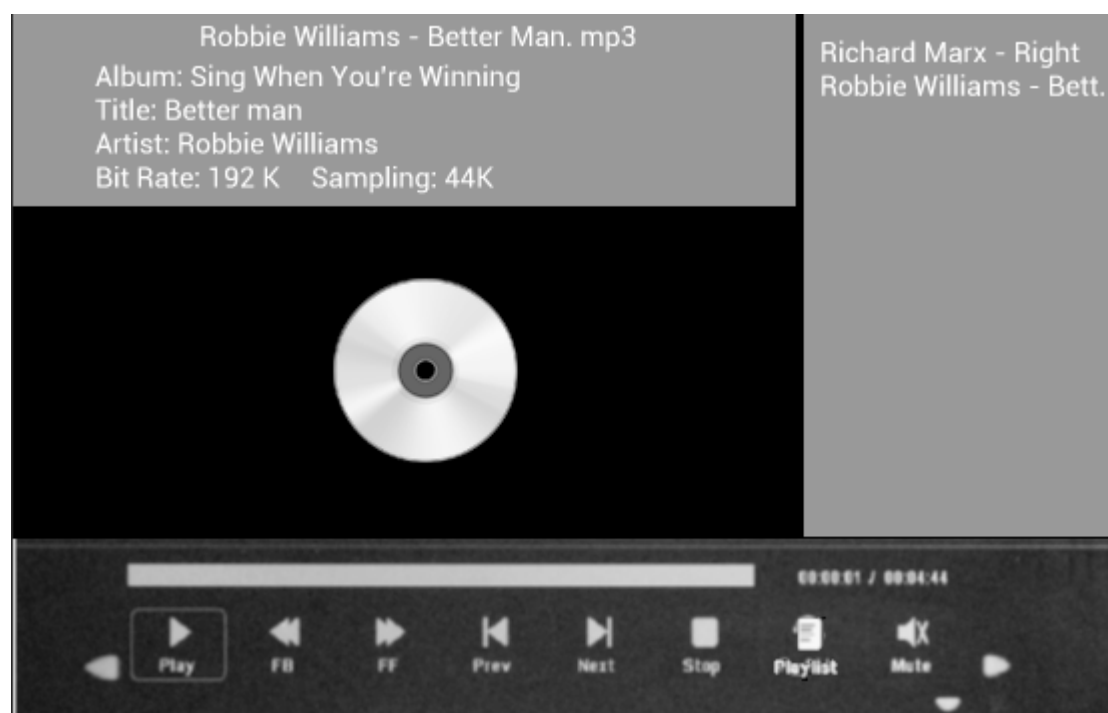 Robbie Williams - Better Man. mp3
Album: Sing When You're Winning
Title: Better man
Artist: Robbie Williams
Bit Rate: 192 K Sampling: 44K
Richard Marx - Right
Robbie Williams - Bett.
00:00:01 / 00:04:44
Play FB FF Prev Next Stop Playlist Mute